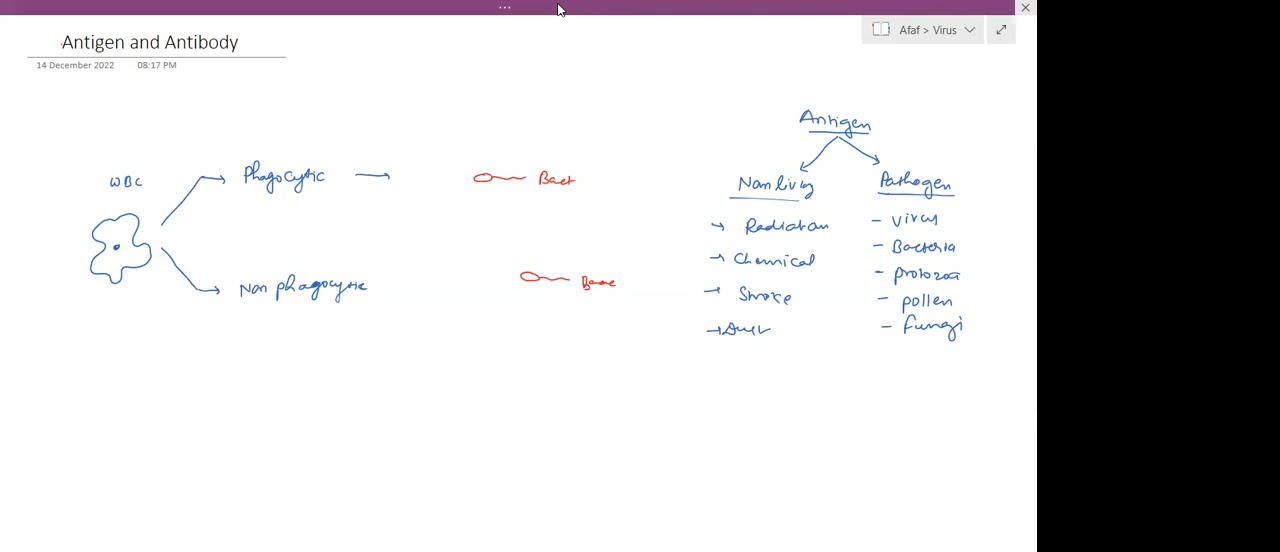 Afaf > Virus
Antigen and Antibody
14 December 2022 08:17 PM
WBC
Phagocytic
Bact
Non phagocytic
Antigen
Non living
Radiation
Chemical
Smoke
Dust
Pathogen
- Virus
- Bacteria
- protozoa
- pollen
- Fungi